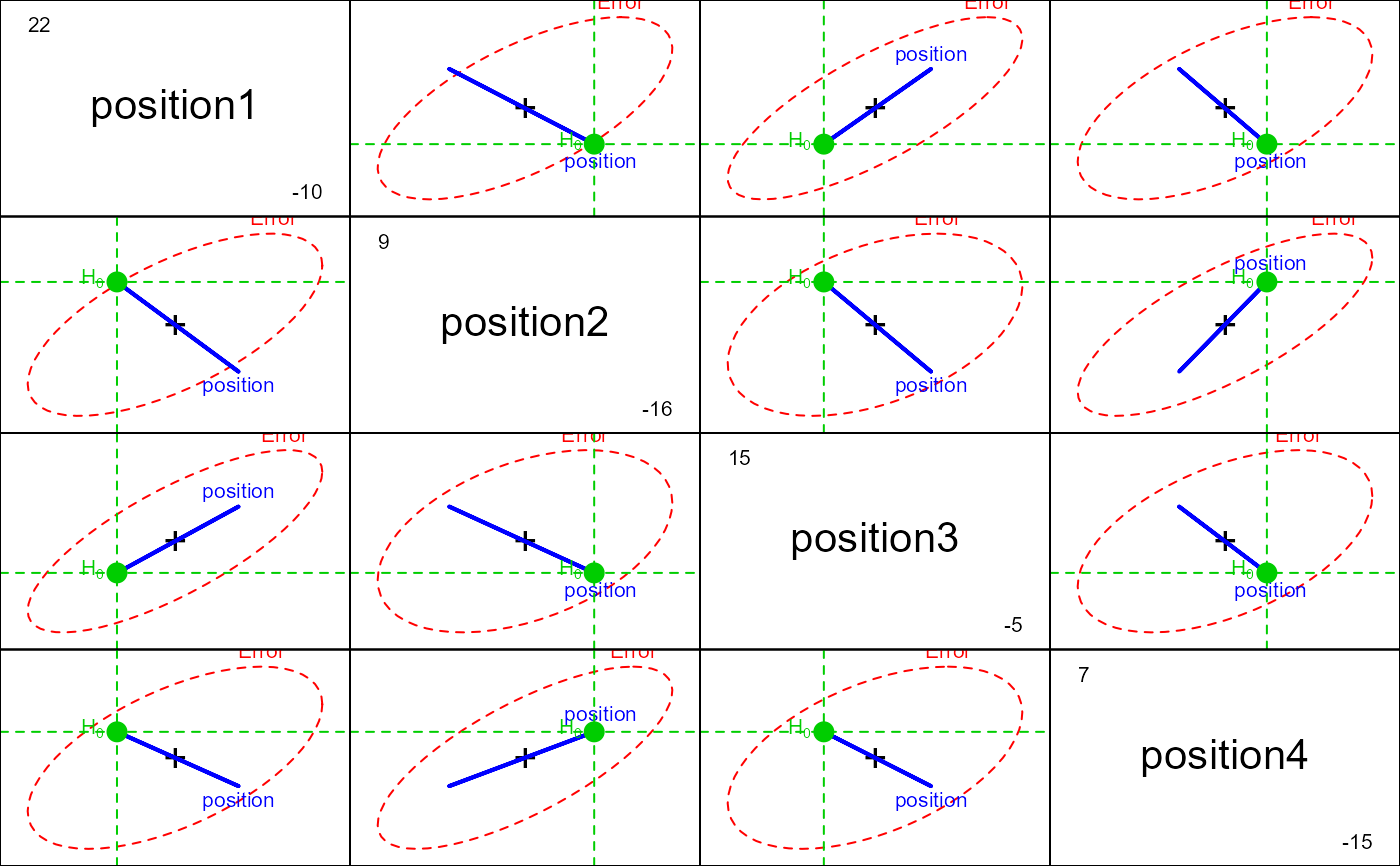 22
position1
-10
Error
H0
position
Error
position
H0
Error
H0
position
Error
H0
position
9
position2
-16
Error
H0
position
Error
position
H0
Error
position
H0
Error
H0
position
15
position3
-5
Error
H0
position
Error
H0
position
Error
position
H0
Error
H0
position
7
position4
-15